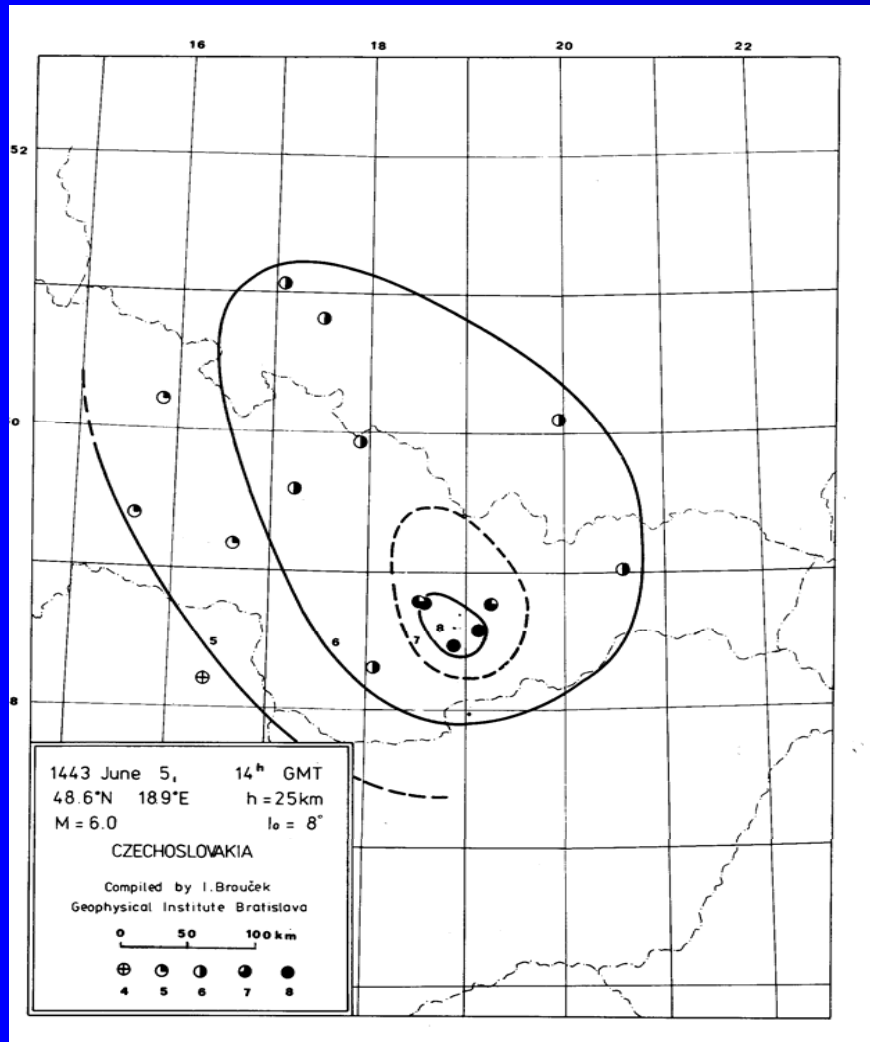 16 18 20 22
52
0
8
5 6 7 8
1443 June 5, 14ʰ GMT
48.6°N 18.9°E h = 25km
M = 6.0 I₀ = 8°
CZECHOSLOVAKIA
Compiled by I. Brouček
Geophysical Institute Bratislava
0 50 100 km
4 5 6 7 8